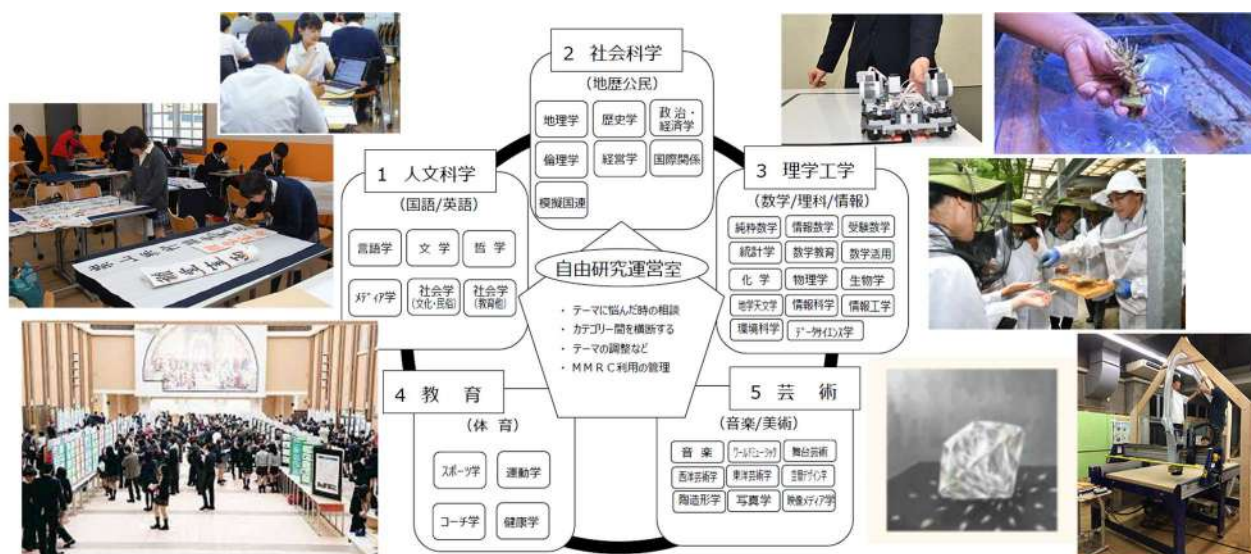 2 社会科学
(地歴公民)
地理学
歴史学
政治・
経済学
倫理学
経営学
国際関係
模擬国連
1 人文科学
(国語/英語)
言語学
文学
哲学
メディア学
社会学
(文化・民俗)
社会学
(教育他)
3 理学工学
(数学/理科/情報)
純粋数学
情報数学
受験数学
統計学
数学教育
数学活用
化学
物理学
生物学
地学天文学
情報科学
情報工学
環境科学
データサイエンス学
自由研究運営室
・ テーマに悩んだ時の相談
・ カテゴリー間を横断する
・ テーマの調整など
・ MMRC利用の管理
4 教育
(体育)
スポーツ学
運動学
コーチ学
健康学
5 芸術
(音楽/美術)
音楽
ワールドミュージック
舞台芸術
西洋芸術学
東洋芸術学
空間デザイン学
陶造形学
写真学
映像メディア学